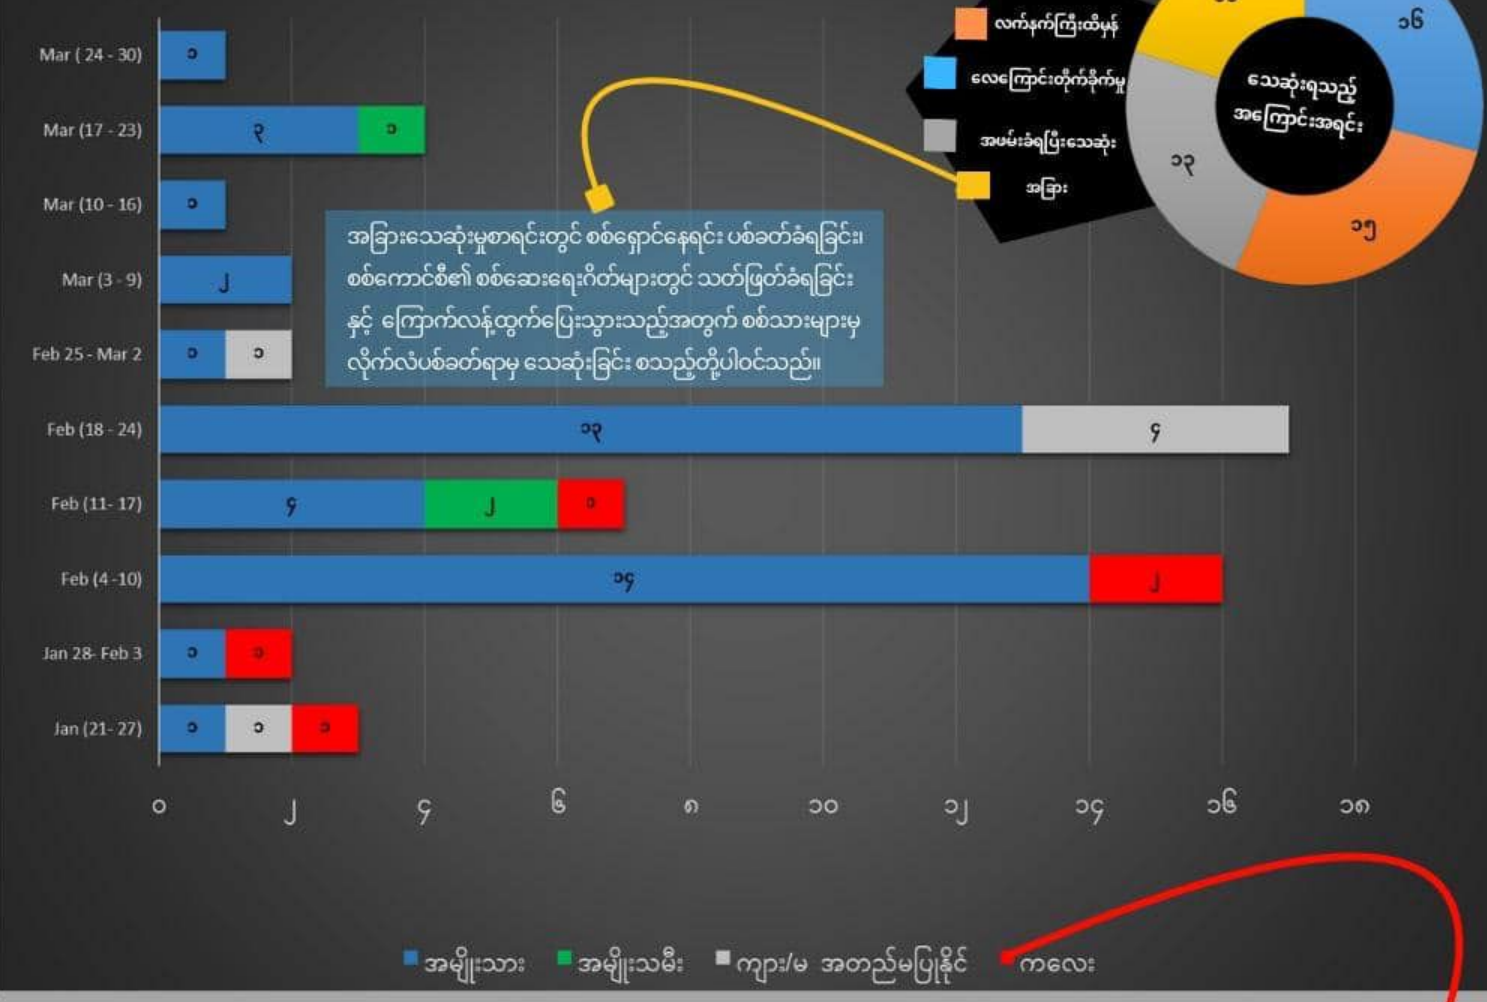 လက်နက်ကြီးထိမှန်
၁၆
လေကြောင်းတိုက်ခိုက်မှု
အဖမ်းခံရပြီးသေဆုံး
အခြား
သေဆုံးရသည့်
အကြောင်းအရင်း
၁၃
၁၅
Mar ( 24 - 30)
၁
Mar (17 - 23)
၃
၁
Mar (10 - 16)
၁
Mar (3 - 9)
၂
Feb 25 - Mar 2
၁
၁
အခြားသေဆုံးမှုစာရင်းတွင် စစ်ရှောင်နေရင်း ပစ်ခတ်ခံရခြင်း၊
စစ်ကောင်စီ၏ စစ်ဆေးရေးဂိတ်များတွင် သတ်ဖြတ်ခံရခြင်း
နှင့် ကြောက်လန့်ထွက်ပြေးသွားသည့်အတွက် စစ်သားများမှ
လိုက်လံပစ်ခတ်ရာမှ သေဆုံးခြင်း စသည့်တို့ပါဝင်သည်။
Feb (18 - 24)
၁၃
၄
Feb (11- 17)
၄
၂
၁
Feb (4 -10)
၁၄
၂
Jan 28- Feb 3
၁
၁
Jan (21- 27)
၁
၁
၁
၀ ၂ ၄ ၆ ၈ ၁၀ ၁၂ ၁၄ ၁၆ ၁၈
အမျိုးသား အမျိုးသမီး ကျား/မ အတည်မပြုနိုင် ကလေး